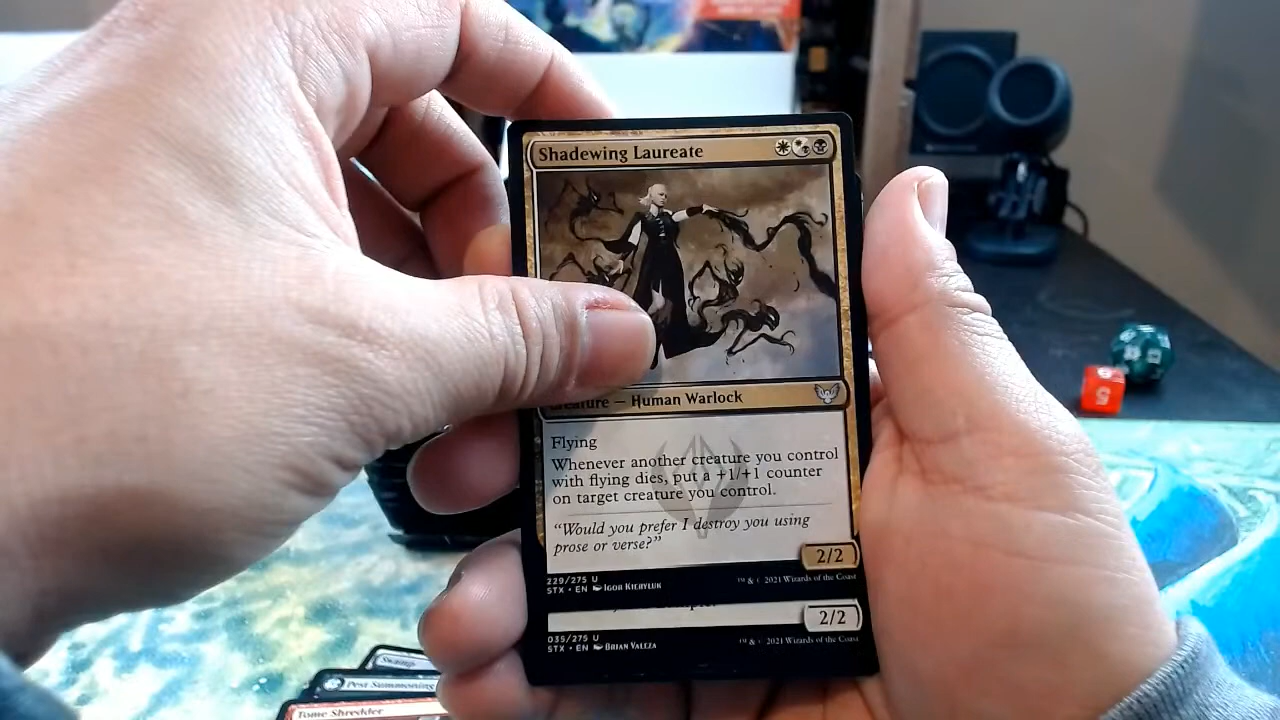 Shadewing Laureate
Creature — Human Warlock
Flying
Whenever another creature you control
with flying dies, put a +1/+1 counter
on target creature you control.
"Would you prefer I destroy you using
prose or verse?"
2/2
229/275 U
STX • EN Igor Kieryluk
& © 2021 Wizards of the Coast
2/2
035/275 U
STX • EN Brian Valeza
& © 2021 Wizards of the Coast
Swamp
Pest Summoning
Tome Shredder
5